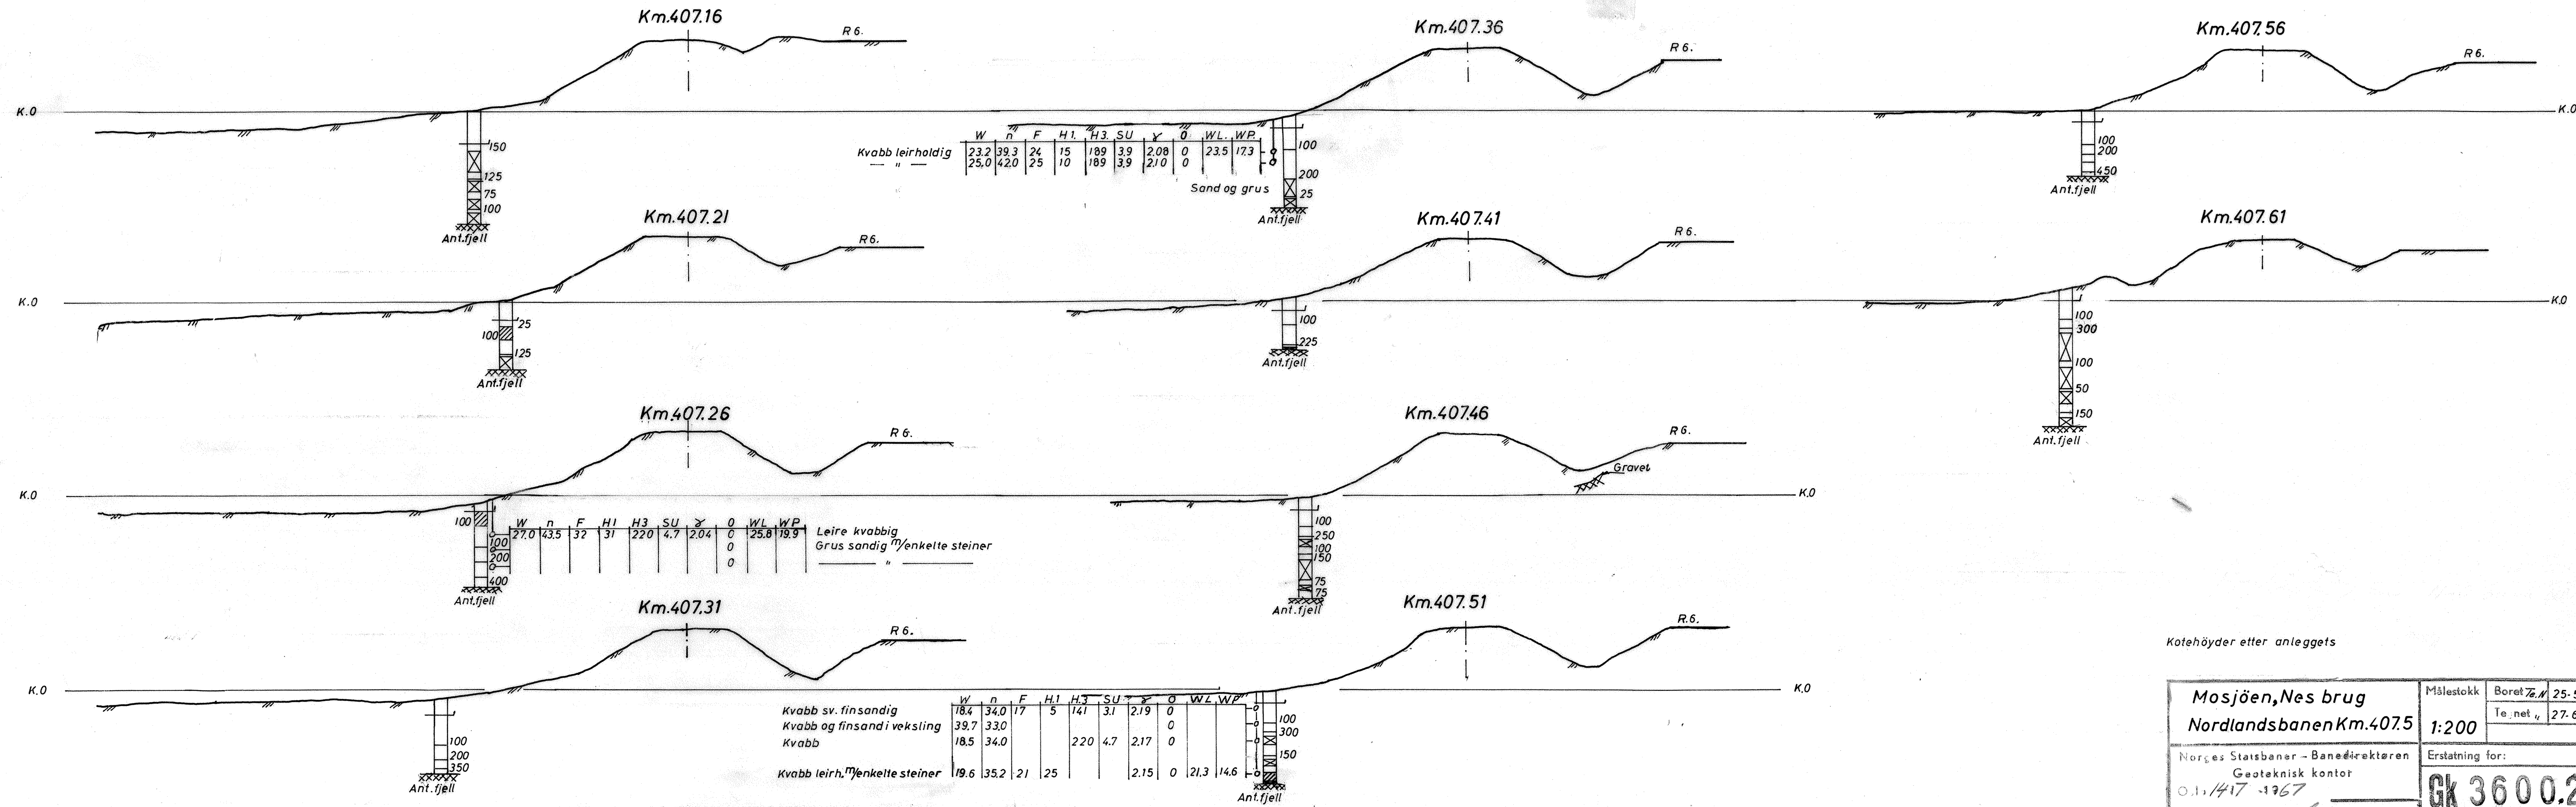 Km.407.16
R 6.
K.0
150
125
75
100
Ant.fjell
Km.407.21
R 6.
K.0
25
100
125
Ant.fjell
Km.407.26
R 6.
K.0
100
100
200
400
Ant.fjell
W n F H1 H3 SU γ 0 WL WP
27.0 43.5 32 31 220 4.7 2.04 0 25.8 19.9 Leire kvabbig
0 Grus sandig m/enkelte steiner
0 — " —
Km.407.31
R 6.
K.0
100
200
350
Ant.fjell
Km.407.36
R 6.
K.0
W n F H1. H3. SU γ 0 WL. WP.
Kvabb leirholdig 23.2 39.3 24 15 189 3.9 2.08 0 23.5 17.3
— " — 25,0 42.0 25 10 189 3.9 2.10 0
Sand og grus
100
200
25
Ant.fjell
Km.407.41
R 6.
100
225
Ant.fjell
Km.407.46
R 6.
Gravet
K.0
100
250
100
150
75
75
Ant.fjell
Km.407.51
R.6.
K.0
W n F H.1 H.3 SU γ 0 WL WP
Kvabb sv. finsandig 18.4 34.0 17 5 141 3.1 2.19 0
Kvabb og finsand i veksling 39.7 33.0 0
Kvabb 18.5 34.0 220 4.7 2.17 0
Kvabb leirh. m/enkelte steiner 19.6 35.2 21 25 2.15 0 21,3 14.6
100
300
150
Ant.fjell
Km.407.56
R 6.
100
200
450
Ant.fjell
Km.407.61
K.0
100
300
100
50
150
Ant.fjell
Kotehöyder etter anleggets
Mosjöen, Nes brug
Nordlandsbanen Km.407.5
Målestokk
1:200
Boret Te.N 25-5
27-6
Norges Statsbaner – Banedirektøren
Geoteknisk kontor
Erstatning for:
Gk 3600.2